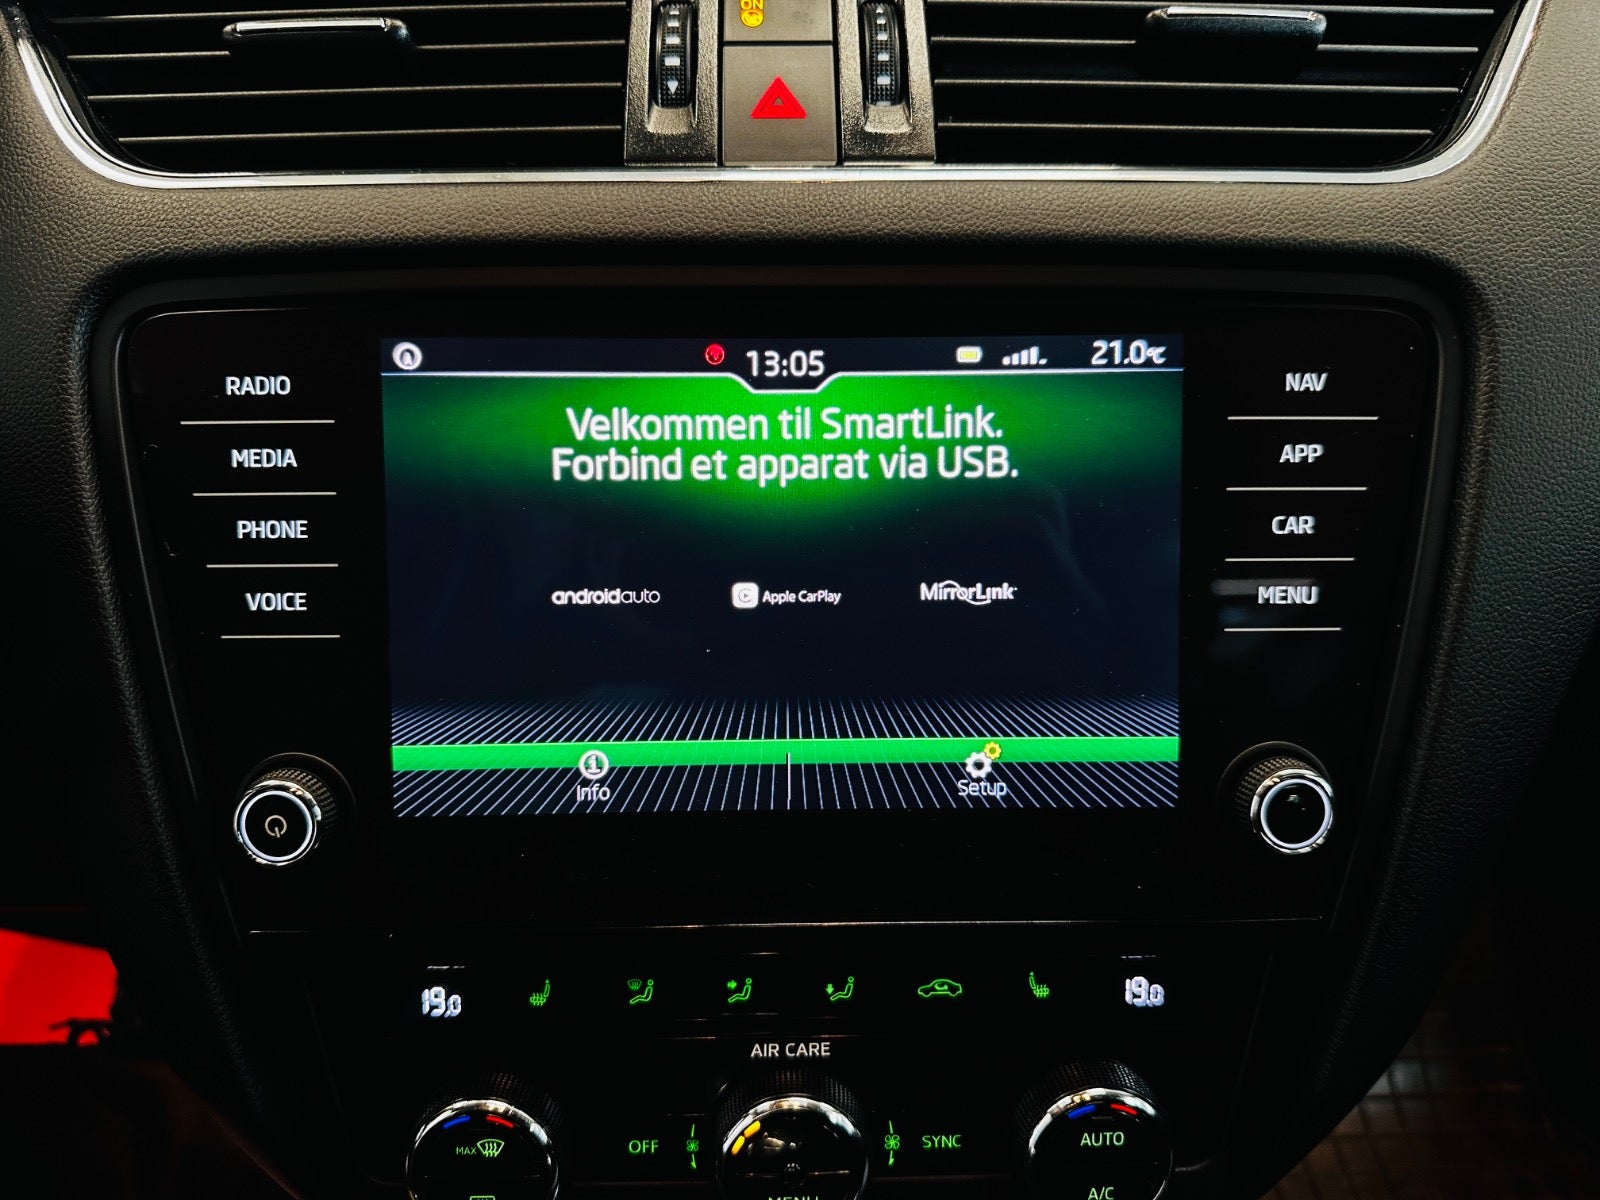 ON
13:05
21.0°C
Velkommen til SmartLink.
Forbind et apparat via USB.
androidauto
Apple CarPlay
MirrorLink
Info
Setup
RADIO
MEDIA
PHONE
VOICE
NAV
APP
CAR
MENU
19.0
19.0
AIR CARE
MAX
OFF
SYNC
AUTO
MENU
A/C